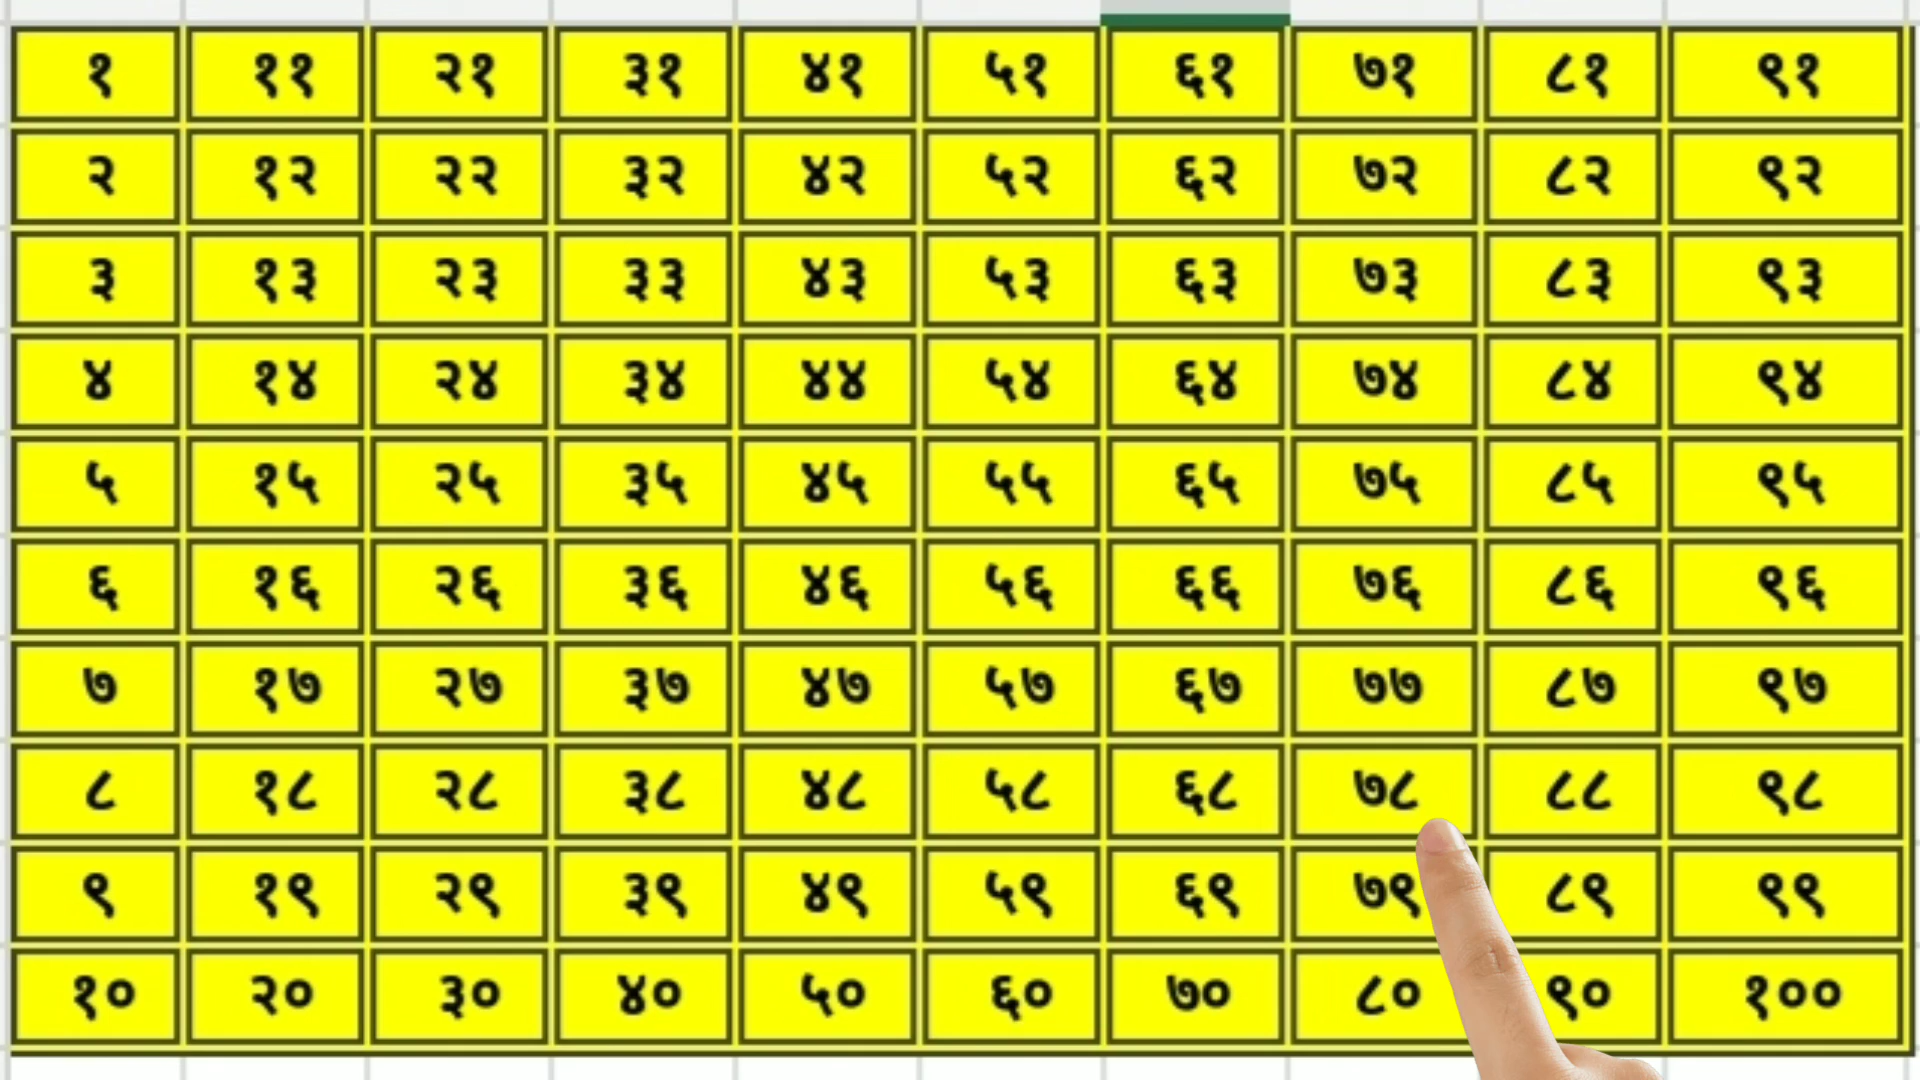 १ ११ २१ ३१ ४१ ५१ ६१ ७१ ८१ ९१
२ १२ २२ ३२ ४२ ५२ ६२ ७२ ८२ ९२
३ १३ २३ ३३ ४३ ५३ ६३ ७३ ८३ ९३
४ १४ २४ ३४ ४४ ५४ ६४ ७४ ८४ ९४
५ १५ २५ ३५ ४५ ५५ ६५ ७५ ८५ ९५
६ १६ २६ ३६ ४६ ५६ ६६ ७६ ८६ ९६
७ १७ २७ ३७ ४७ ५७ ६७ ७७ ८७ ९७
८ १८ २८ ३८ ४८ ५८ ६८ ७८ ८८ ९८
९ १९ २९ ३९ ४९ ५९ ६९ ७९ ८९ ९९
१० २० ३० ४० ५० ६० ७० ८० ९० १००